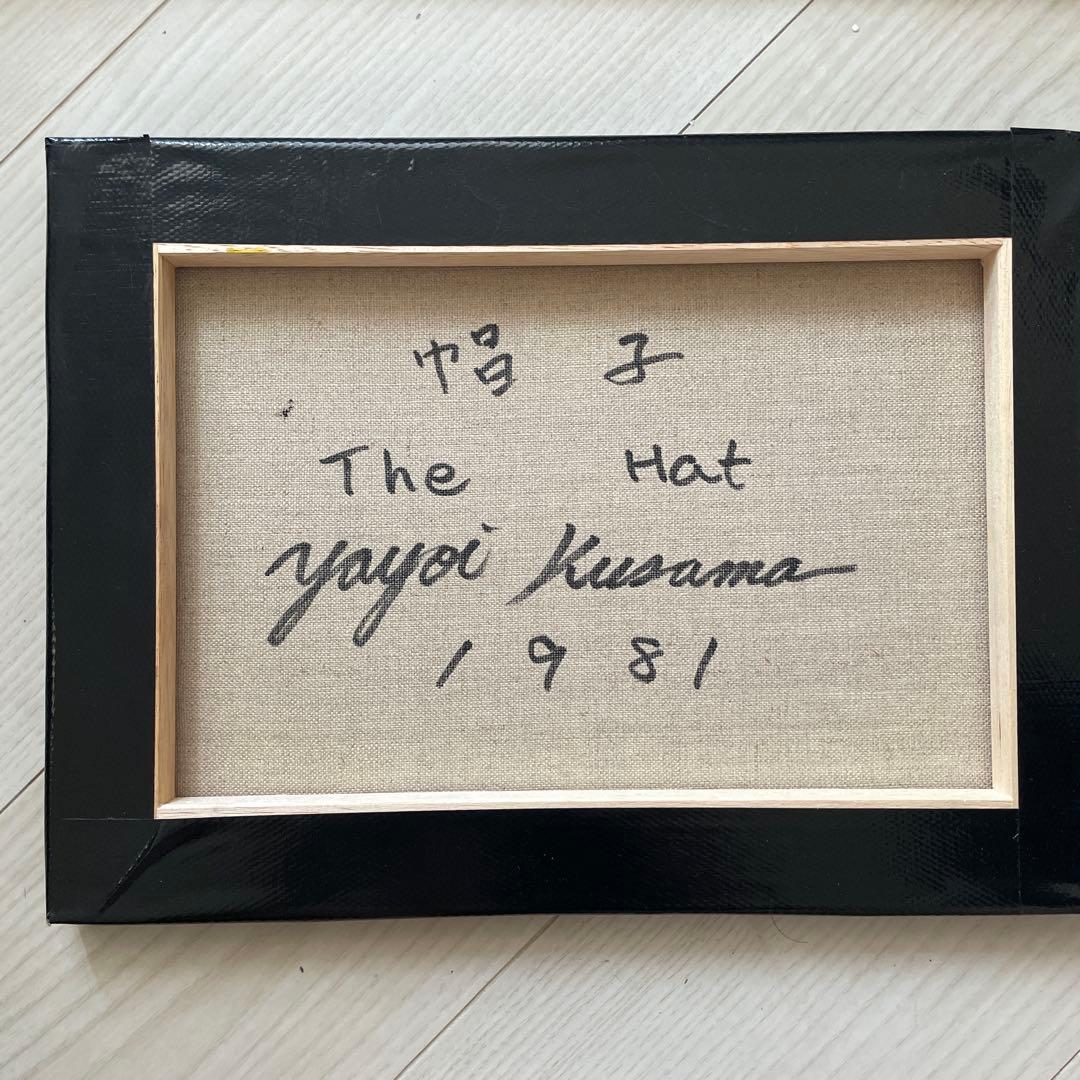 帽子
The Hat
Yayoi Kusama
1981